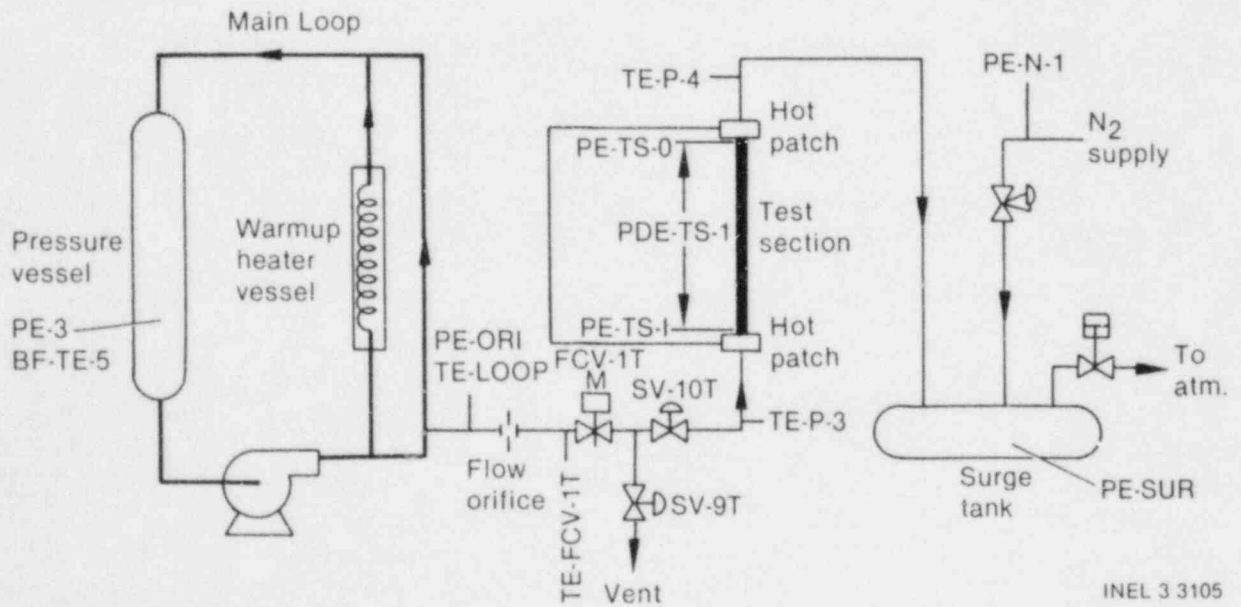 Main Loop
Pressure
vessel
PE-3
BF-TE-5
Warmup
heater
vessel
PE-ORI
TE-LOOP
Flow
orifice
TE-FCV-1T
FCV-1T
M
SV-10T
SV-9T
Vent
TE-P-3
TE-P-4
Hot
patch
PE-TS-0
PDE-TS-1
Test
section
PE-TS-I
Hot
patch
PE-N-1
N2
supply
To
atm.
Surge
tank
PE-SUR
INEL 3 3105